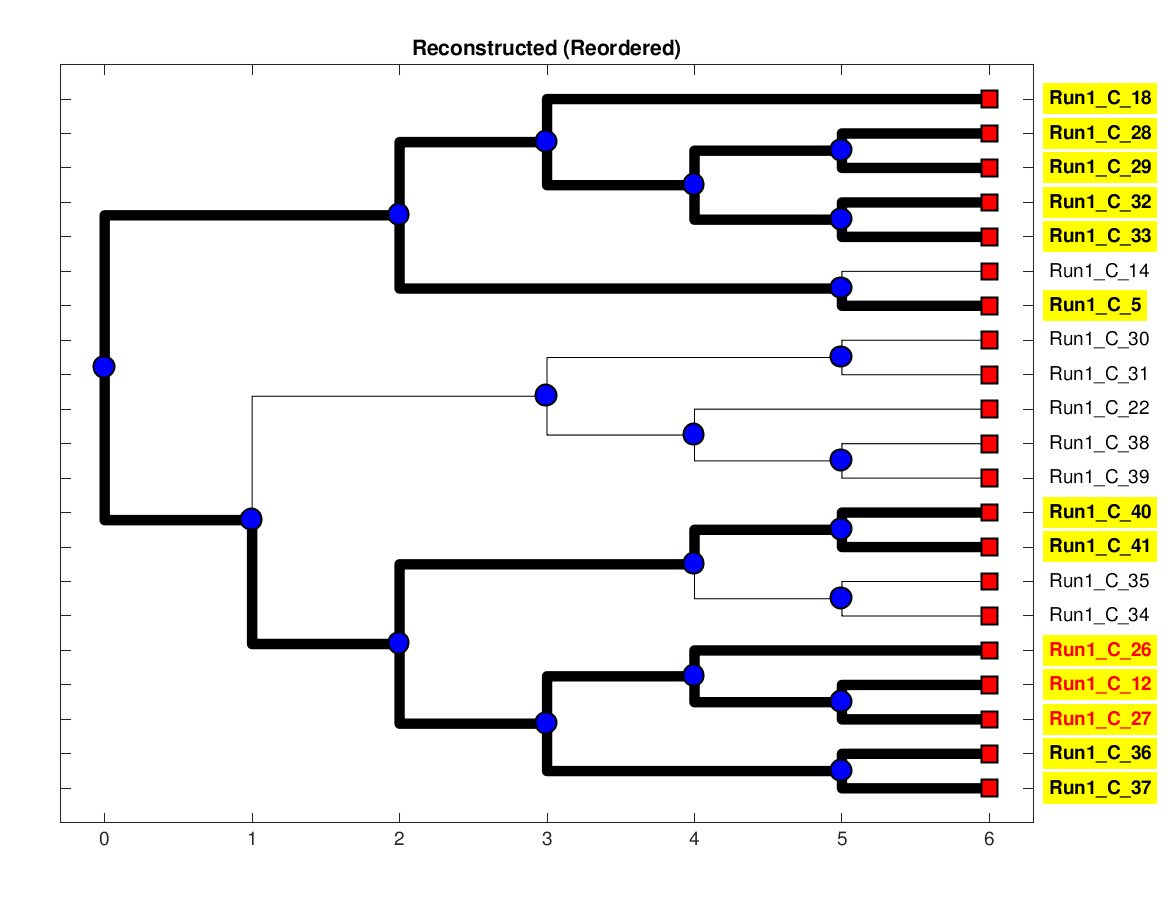 Reconstructed (Reordered)
Run1_C_18
Run1_C_28
Run1_C_29
Run1_C_32
Run1_C_33
Run1_C_14
Run1_C_5
Run1_C_30
Run1_C_31
Run1_C_22
Run1_C_38
Run1_C_39
Run1_C_40
Run1_C_41
Run1_C_35
Run1_C_34
Run1_C_26
Run1_C_12
Run1_C_27
Run1_C_36
Run1_C_37
0 1 2 3 4 5 6